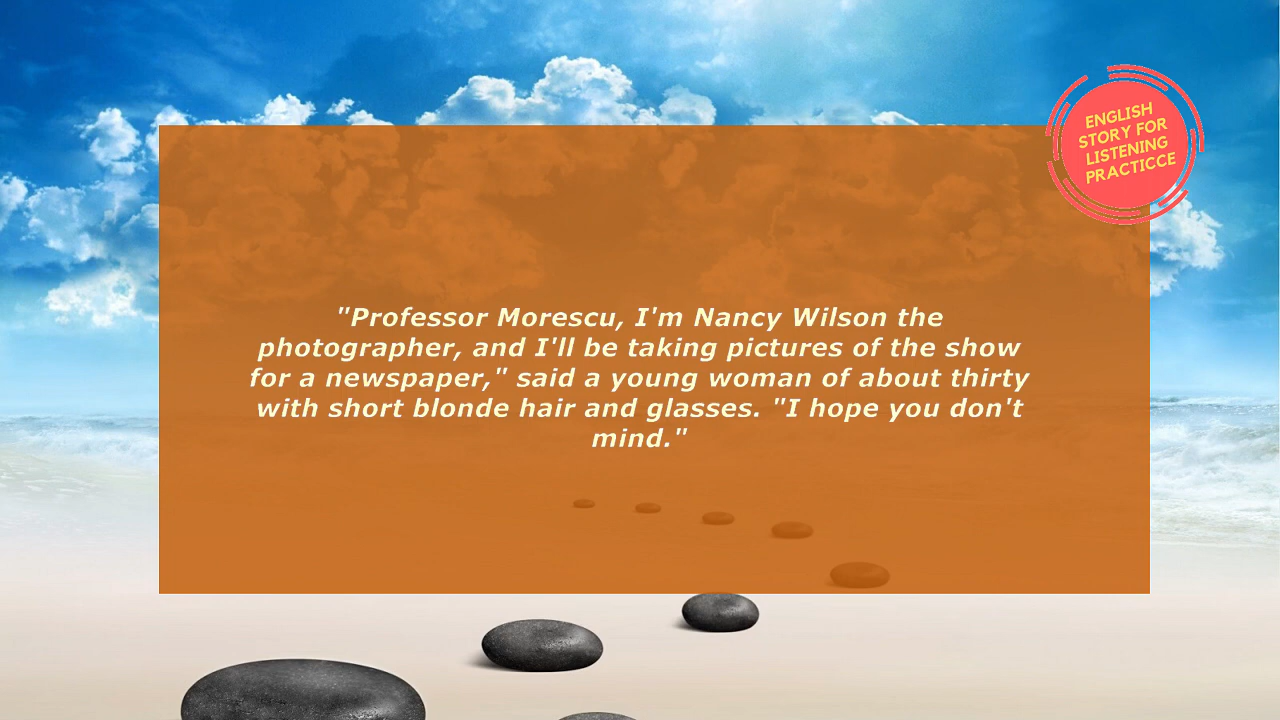 ENGLISH
STORY FOR
LISTENING
PRACTICCE
"Professor Morescu, I'm Nancy Wilson the
photographer, and I'll be taking pictures of the show
for a newspaper," said a young woman of about thirty
with short blonde hair and glasses. "I hope you don't
mind."